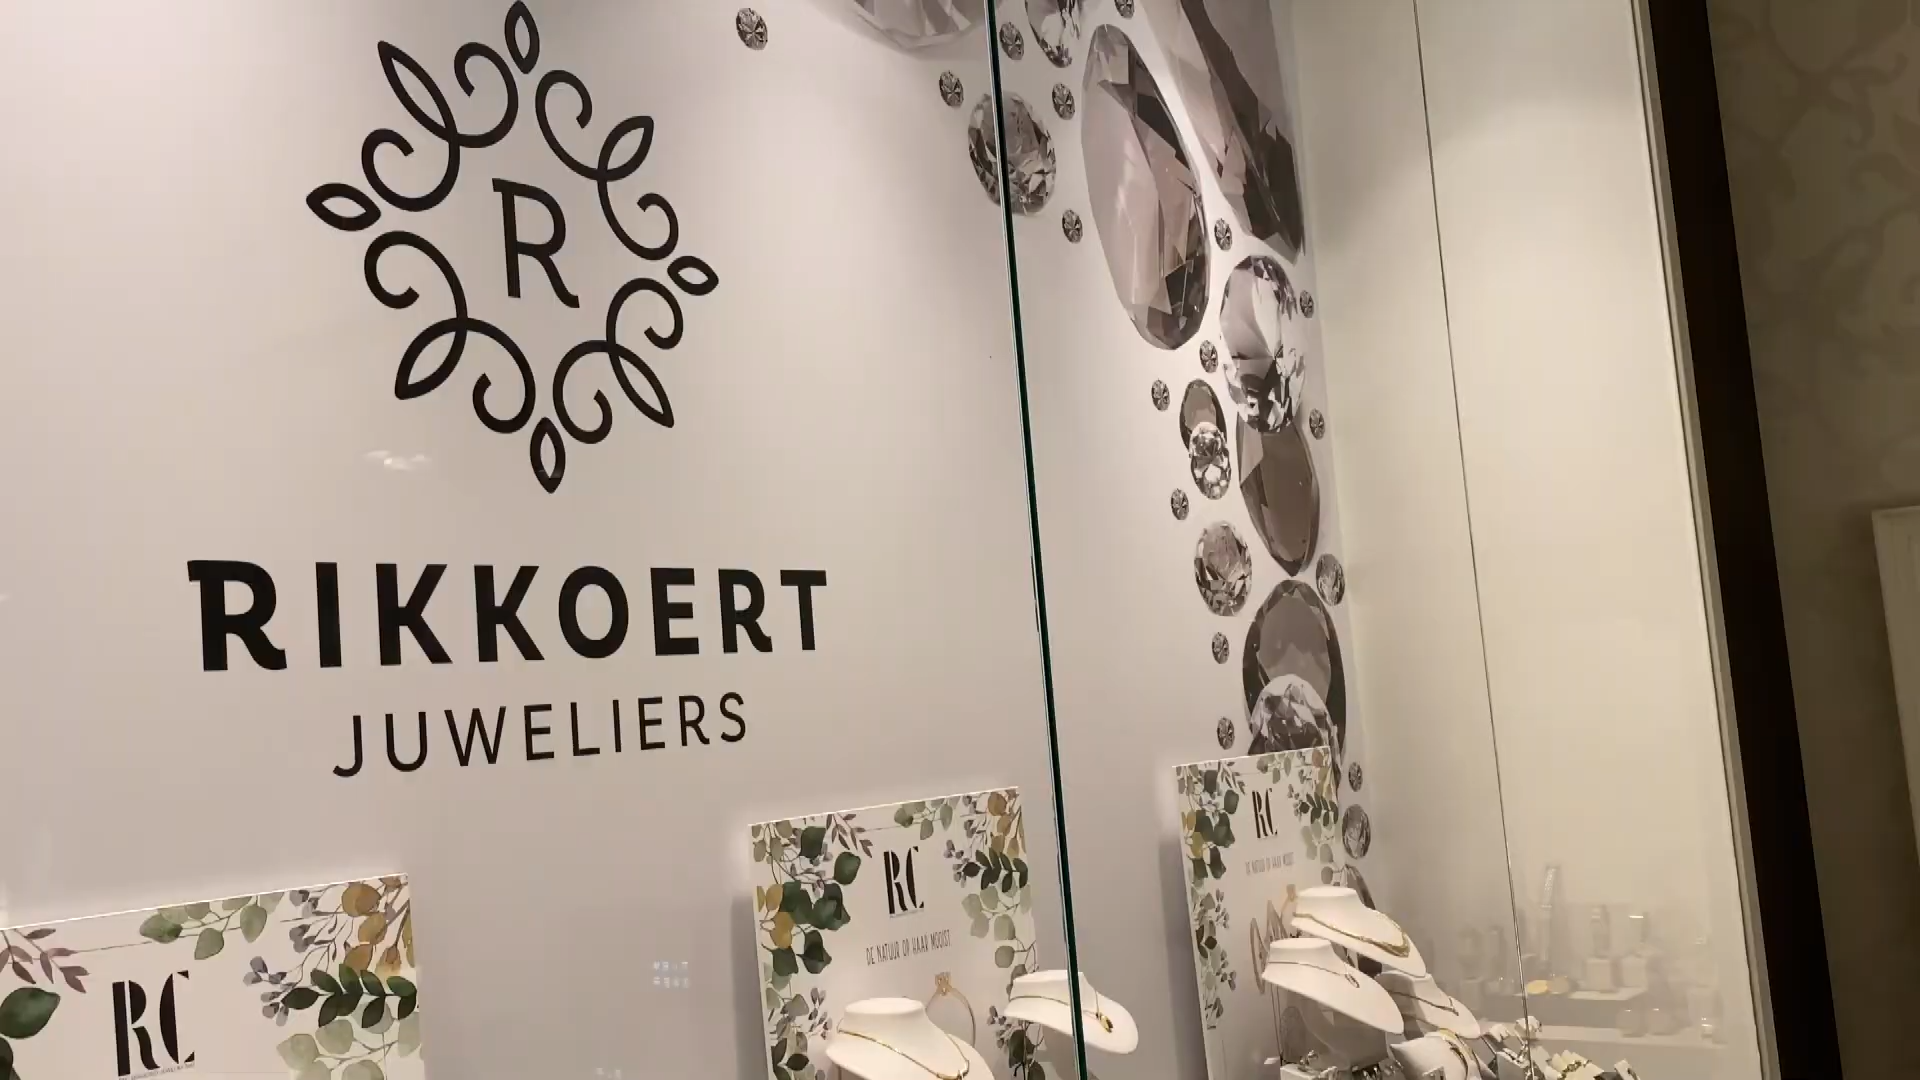 R
RIKKOERT
JUWELIERS
RC
RC
DE NATUUR OP HAAR MOOIST
RC
DE NATUUR OP HAAR MOOIST